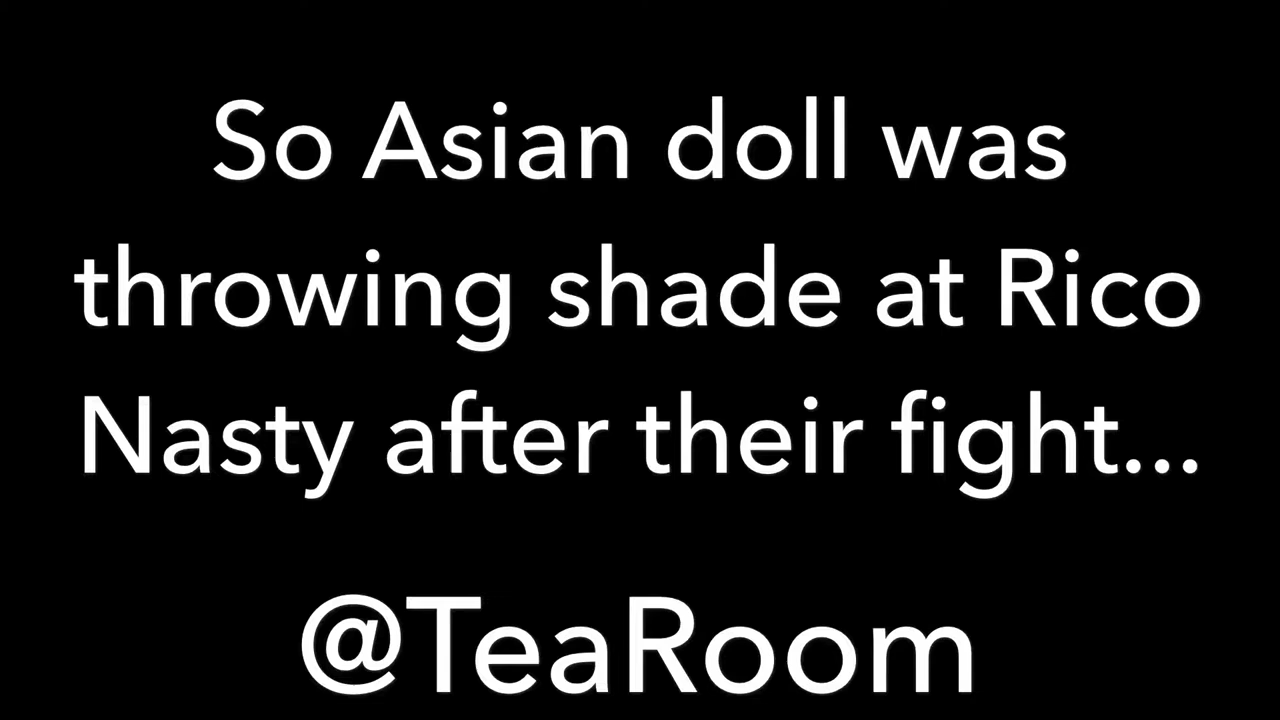 So Asian doll was
throwing shade at Rico
Nasty after their fight...
@TeaRoom